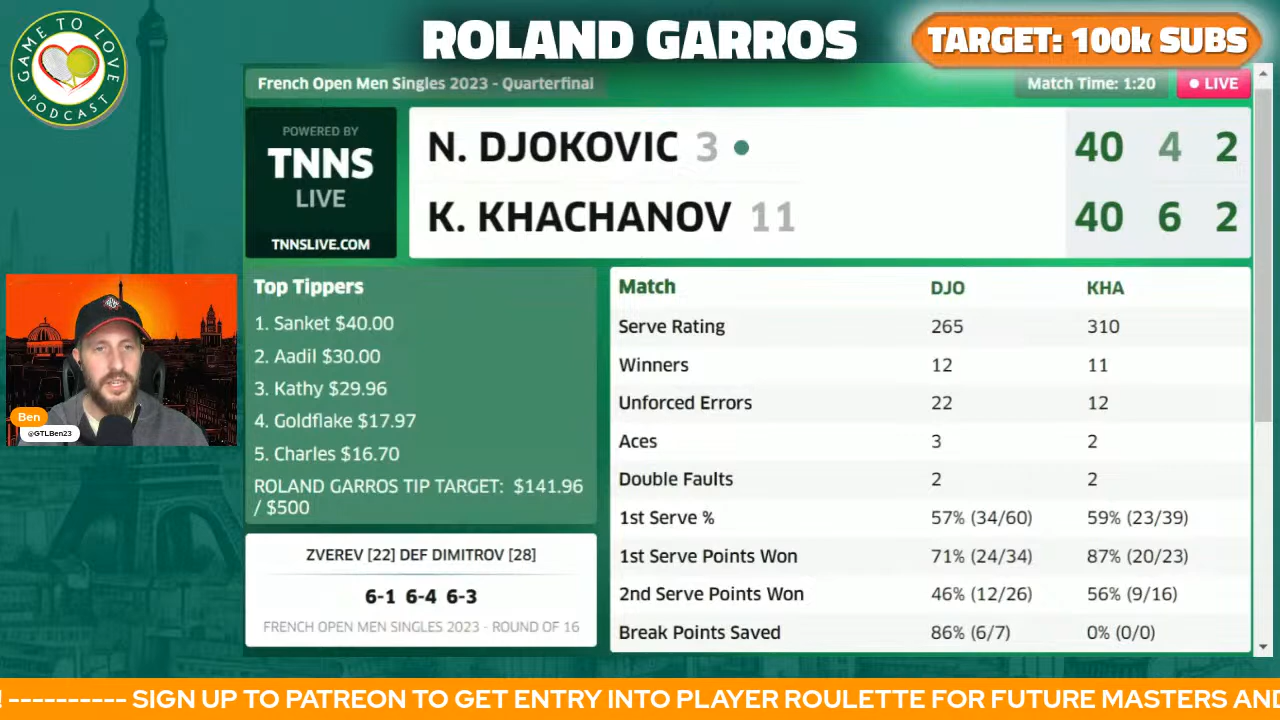 GAME TO LOVE PODCAST
ROLAND GARROS
TARGET: 100k SUBS
French Open Men Singles 2023 - Quarterfinal
Match Time: 1:20
LIVE
POWERED BY
TNNS
LIVE
TNNSLIVE.COM
N. DJOKOVIC 3 40 4 2
K. KHACHANOV 11 40 6 2
Top Tippers
1. Sanket $40.00
2. Aadil $30.00
3. Kathy $29.96
4. Goldflake $17.97
5. Charles $16.70
ROLAND GARROS TIP TARGET: $141.96
/ $500
ZVEREV [22] DEF DIMITROV [28]
6-1 6-4 6-3
FRENCH OPEN MEN SINGLES 2023 - ROUND OF 16
Match DJO KHA
Serve Rating 265 310
Winners 12 11
Unforced Errors 22 12
Aces 3 2
Double Faults 2 2
1st Serve % 57% (34/60) 59% (23/39)
1st Serve Points Won 71% (24/34) 87% (20/23)
2nd Serve Points Won 46% (12/26) 56% (9/16)
Break Points Saved 86% (6/7) 0% (0/0)
Ben
@GTLBen23
! ---------- SIGN UP TO PATREON TO GET ENTRY INTO PLAYER ROULETTE FOR FUTURE MASTERS AND